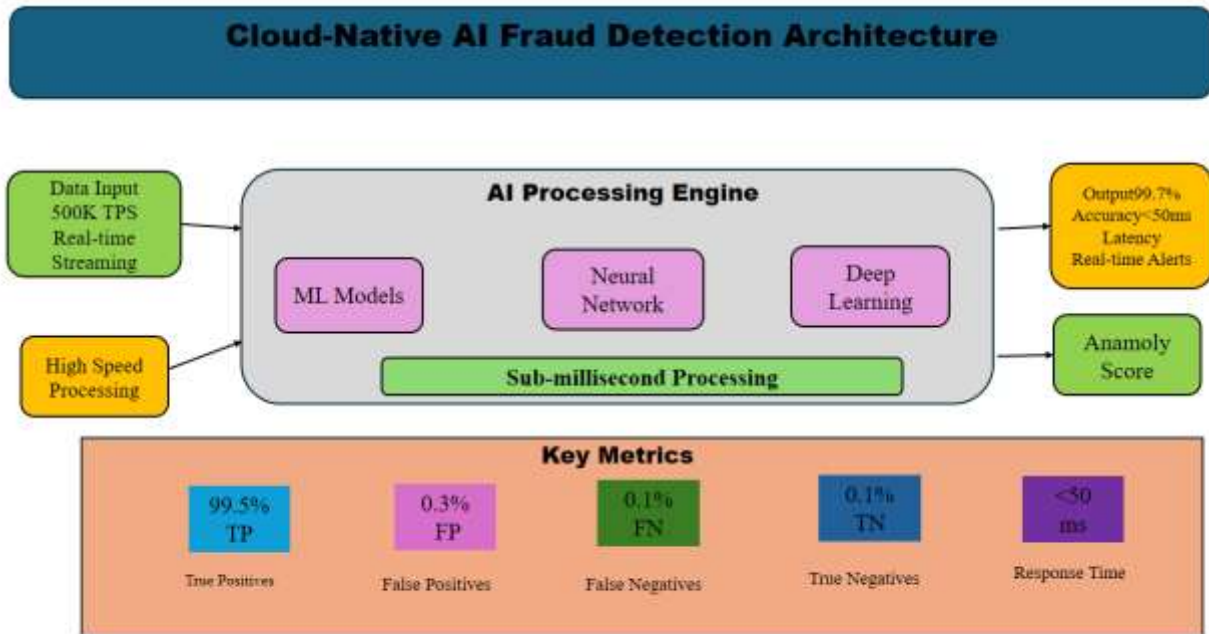 Cloud-Native AI Fraud Detection Architecture
Data Input
500K TPS
Real-time
Streaming
High Speed
Processing
AI Processing Engine
ML Models
Neural
Network
Deep
Learning
Sub-millisecond Processing
Output99.7%
Accuracy<50ms
Latency
Real-time Alerts
Anamoly
Score
Key Metrics
99.5%
TP
0.3%
FP
0.1%
FN
0.1%
TN
<50
ms
True Positives
False Positives
False Negatives
True Negatives
Response Time